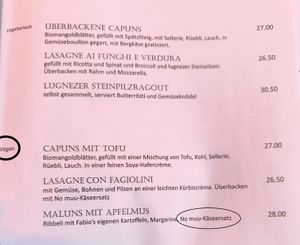 Vegetarisch
ÜBERBACKENE CAPUNS 27.00
Biomangoldblätter, gefüllt mit Spätzliteig, mit Sellerie, Rüebli, Lauch, in
Gemüsebouillon gegart, mit Bergkäse gratiniert.
LASAGNE AI FUNGHI E VERDURA 26.50
gefüllt mit Ricotta und Spinat und Broccoli und lugnezer Steinpilzen.
Überbacken mit Rahm und Mozzarella.
LUGNEZER STEINPILZRAGOUT 30.50
selbst gesammelt, serviert Butterrösti und Gemüseknödel
Vegan
CAPUNS MIT TOFU 27.00
Biomangoldblätter, gefüllt mit einer Mischung von Tofu, Kohl, Sellerie,
Rüebli, Lauch. In einer feinen Soya-Hafercrème.
LASAGNE CON FAGIOLINI 26.50
mit Gemüse, Bohnen und Pilzen an einer leichten Kürbiscrème. Überbacken
mit No muu-Käseersatz
MALUNS MIT APFELMUS 28.00
Ribbeli mit Fabio's eigenen Kartoffeln, Margarine, No muu-Käseersatz